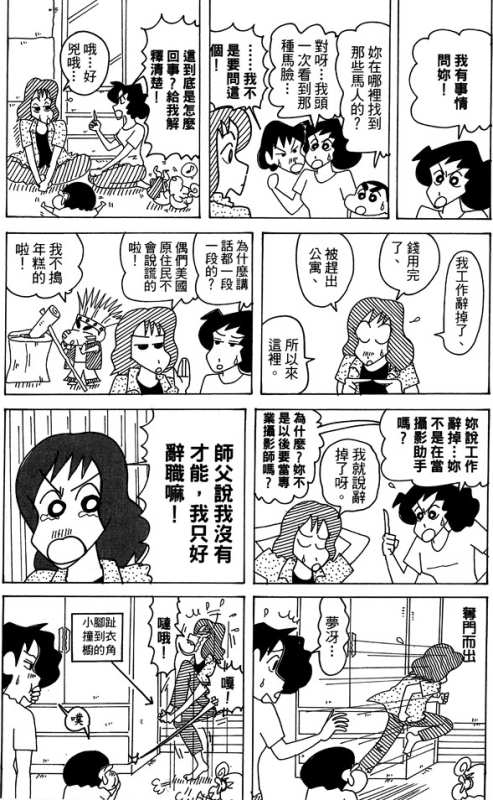 我有事情
問妳！
妳在哪裡找到
那些馬人的？
對呀…我頭
一次看到那
種馬臉…
……我不
是要問這
個！
這到底是怎麼
回事？給我解
釋清楚！
哦…好
兇哦…
我工作辭掉了、
錢用完
了、
被趕出
公寓、
所以來
這裡。
為什麼講
話都一段
一段的？
偶們美國
原住民不
會說謊的
啦！
我不搗
年糕的
啦！
妳說工作
辭掉…妳
不是在當
攝影助手
嗎？
我就說辭
掉了呀。
為什麼？妳不
是以後要當專
業攝影師嗎？
師父說我沒有
才能，我只好
辭職嘛！
奪門而出
夢冴…
嘎！
噠哦！
小腳趾
撞到衣
櫥的角
噗